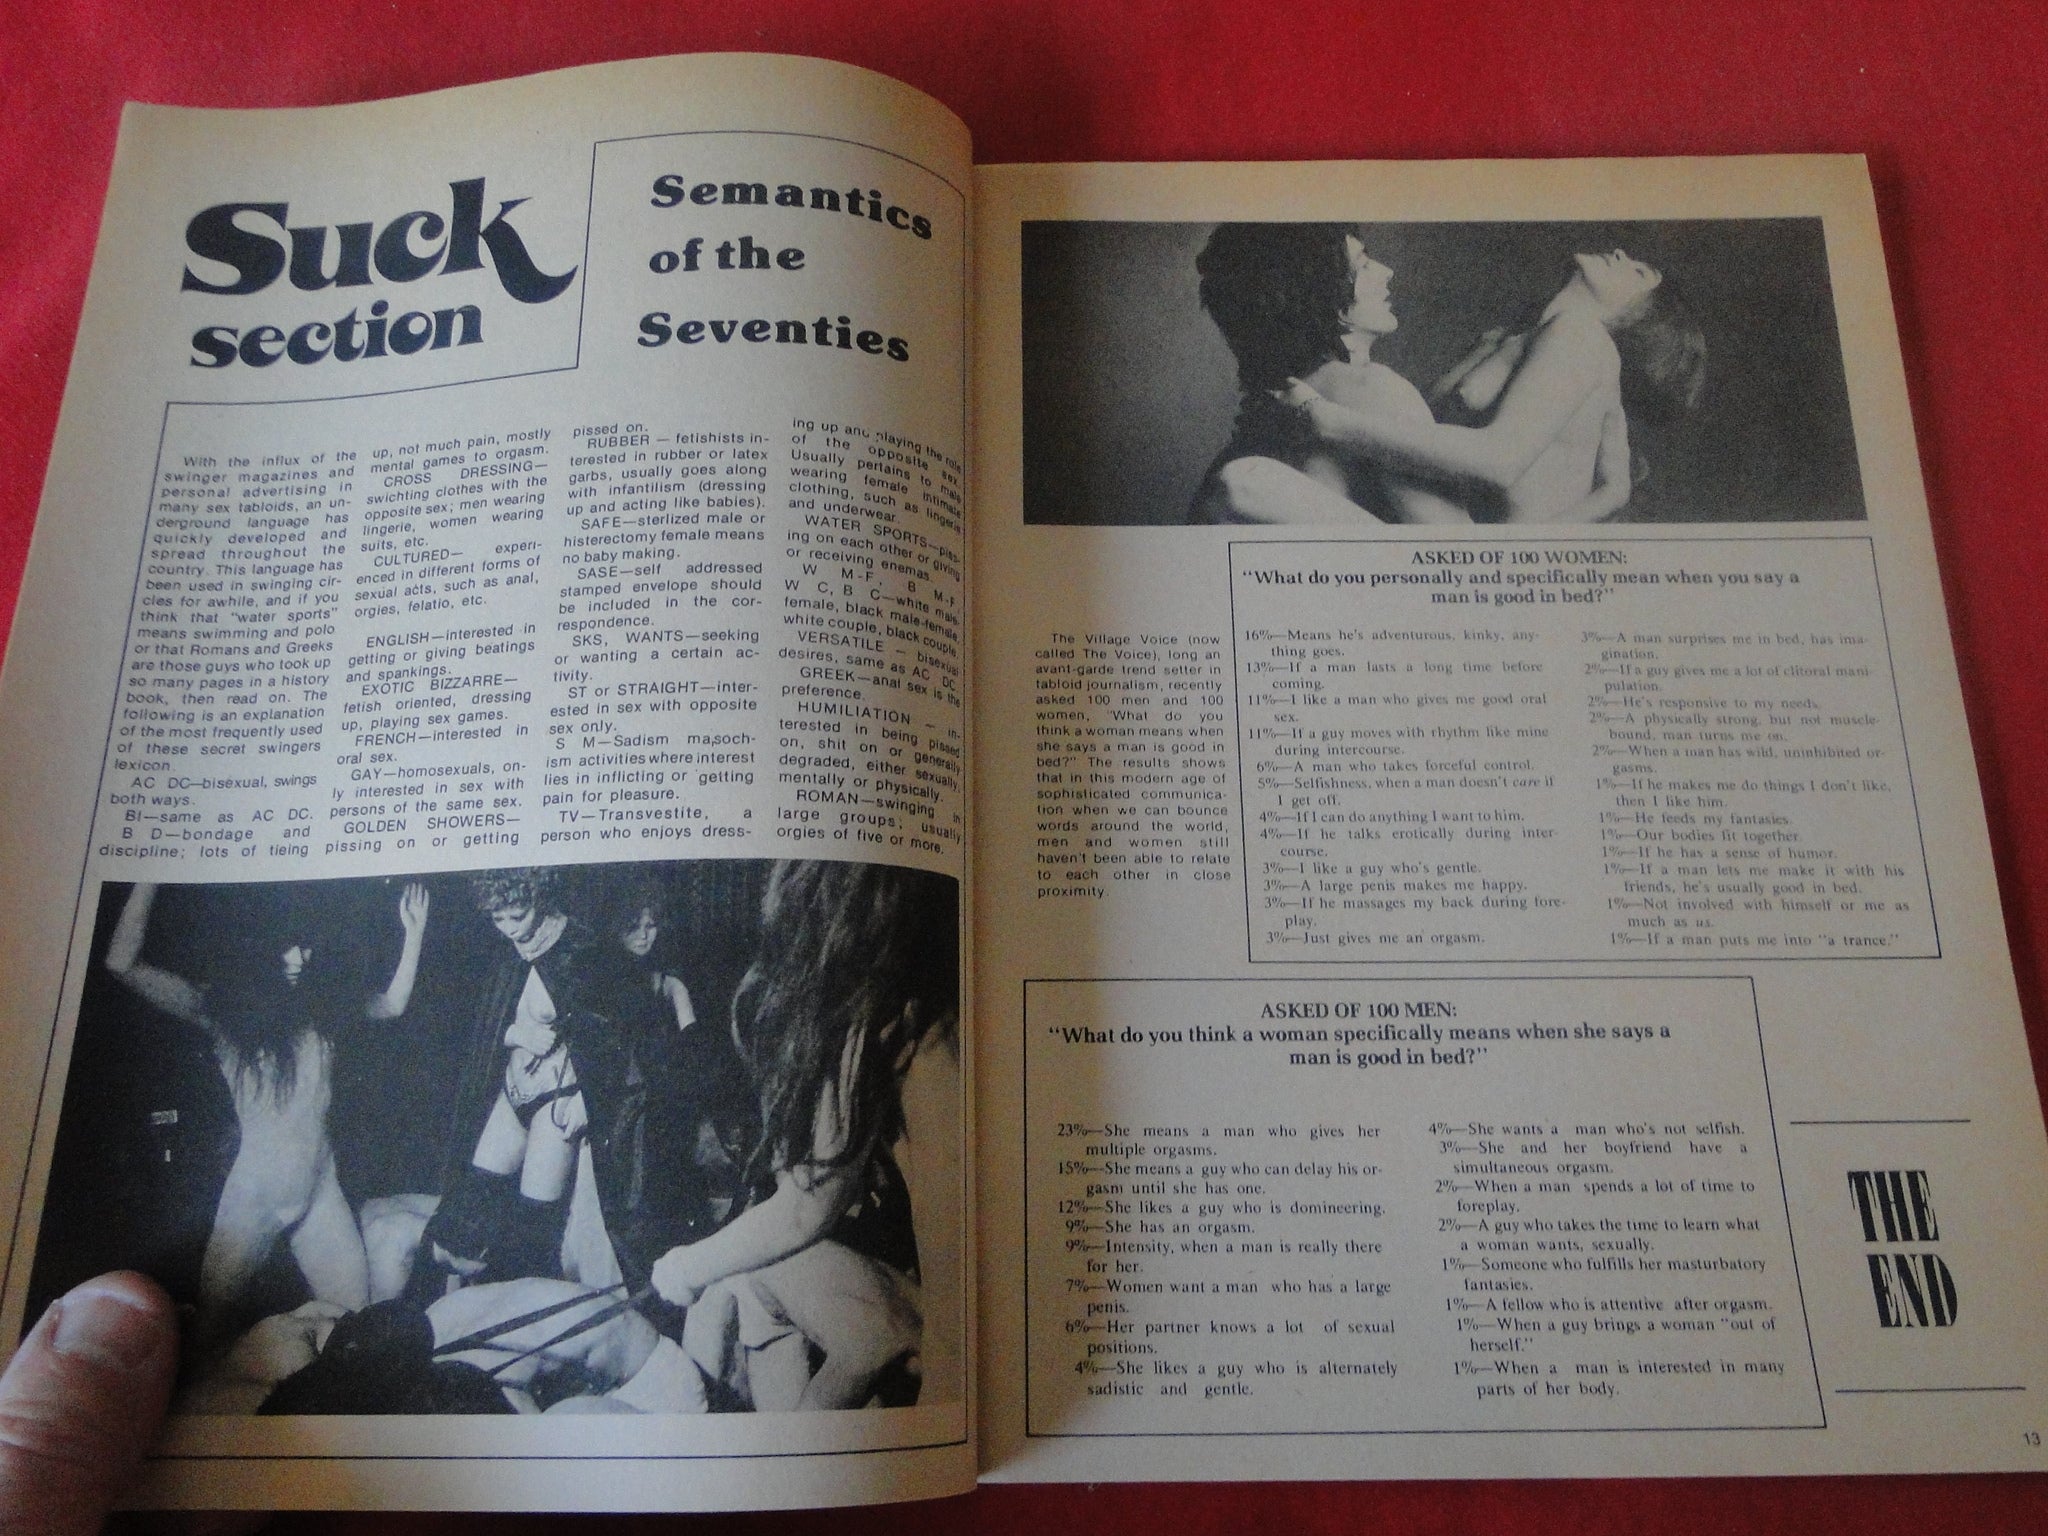 Suck
section
Semantics
of the
Seventies
With the influx of the
swinger magazines and
personal advertising in
many sex tabloids, an un-
derground language has
quickly developed and
spread throughout the
country. This language has
been used in swinging cir-
cles for awhile, and if you
think that "water sports"
means swimming and polo
or that Romans and Greeks
are those guys who took up
so many pages in a history
book, then read on. The
following is an explanation
of the most frequently used
of these secret swingers
lexicon.
AC DC—bisexual, swings
both ways.
BI—same as AC DC.
B D—bondage and
discipline; lots of tieing
up, not much pain, mostly
mental games to orgasm.
CROSS DRESSING—
swichting clothes with the
opposite sex; men wearing
lingerie, women wearing
suits, etc.
CULTURED— experi-
enced in different forms of
sexual acts, such as anal,
orgies, felatio, etc.
ENGLISH—interested in
getting or giving beatings
and spankings.
EXOTIC BIZZARRE—
fetish oriented, dressing
up, playing sex games.
FRENCH—interested in
oral sex.
GAY—homosexuals, on-
ly interested in sex with
persons of the same sex.
GOLDEN SHOWERS—
pissing on or getting
pissed on.
RUBBER — fetishists in-
terested in rubber or latex
garbs, usually goes along
with infantilism (dressing
up and acting like babies).
SAFE—sterlized male or
histerectomy female means
no baby making.
SASE—self addressed
stamped envelope should
be included in the cor-
respondence.
SKS, WANTS—seeking
or wanting a certain ac-
tivity.
ST or STRAIGHT—inter-
ested in sex with opposite
sex only.
S M—Sadism masoch-
ism activities where interest
lies in inflicting or getting
pain for pleasure.
TV—Transvestite, a
person who enjoys dress-
ing up and playing the role
of the opposite sex.
Usually pertains to male
wearing female intimate
clothing, such as lingerie
and underwear.
WATER SPORTS—piss-
ing on each other or giving
or receiving enemas.
W M-F, B M-F,
W C, B C—white male-
female, black male-female,
white couple, black couple.
VERSATILE — bisexual
desires, same as AC DC.
GREEK—anal sex is the
preference.
HUMILIATION — in-
terested in being pissed
on, shit on or generally
degraded, either sexually,
mentally or physically.
ROMAN—swinging in
large groups; usually
orgies of five or more.
The Village Voice (now
called The Voice), long an
avant-garde trend setter in
tabloid journalism, recently
asked 100 men and 100
women, "What do you
think a woman means when
she says a man is good in
bed?" The results shows
that in this modern age of
sophisticated communica-
tion when we can bounce
words around the world,
men and women still
haven't been able to relate
to each other in close
proximity.
ASKED OF 100 WOMEN:
"What do you personally and specifically mean when you say a
man is good in bed?"
16%—Means he's adventurous, kinky, any-
thing goes.
13%—If a man lasts a long time before
coming.
11%—I like a man who gives me good oral
sex.
11%—If a guy moves with rhythm like mine
during intercourse.
6%—A man who takes forceful control.
5%—Selfishness, when a man doesn't care if
I get off.
4%—If I can do anything I want to him.
4%—If he talks erotically during inter-
course.
3%—I like a guy who's gentle.
3%—A large penis makes me happy.
3%—If he massages my back during fore-
play.
3%—Just gives me an orgasm.
3%—A man surprises me in bed, has ima-
gination.
2%—If a guy gives me a lot of clitoral mani-
pulation.
2%—He's responsive to my needs.
2%—A physically strong, but not muscle-
bound, man turns me on.
2%—When a man has wild, uninhibited or-
gasms.
1%—If he makes me do things I don't like,
then I like him.
1%—He feeds my fantasies.
1%—Our bodies fit together.
1%—If he has a sense of humor.
1%—If a man lets me make it with his
friends, he's usually good in bed.
1%—Not involved with himself or me as
much as us.
1%—If a man puts me into "a trance."
ASKED OF 100 MEN:
"What do you think a woman specifically means when she says a
man is good in bed?"
23%—She means a man who gives her
multiple orgasms.
15%—She means a guy who can delay his or-
gasm until she has one.
12%—She likes a guy who is domineering.
9%—She has an orgasm.
9%—Intensity, when a man is really there
for her.
7%—Women want a man who has a large
penis.
6%—Her partner knows a lot of sexual
positions.
4%—She likes a guy who is alternately
sadistic and gentle.
4%—She wants a man who's not selfish.
3%—She and her boyfriend have a
simultaneous orgasm.
2%—When a man spends a lot of time to
foreplay.
2%—A guy who takes the time to learn what
a woman wants, sexually.
1%—Someone who fulfills her masturbatory
fantasies.
1%—A fellow who is attentive after orgasm.
1%—When a guy brings a woman "out of
herself."
1%—When a man is interested in many
parts of her body.
THE
END
13